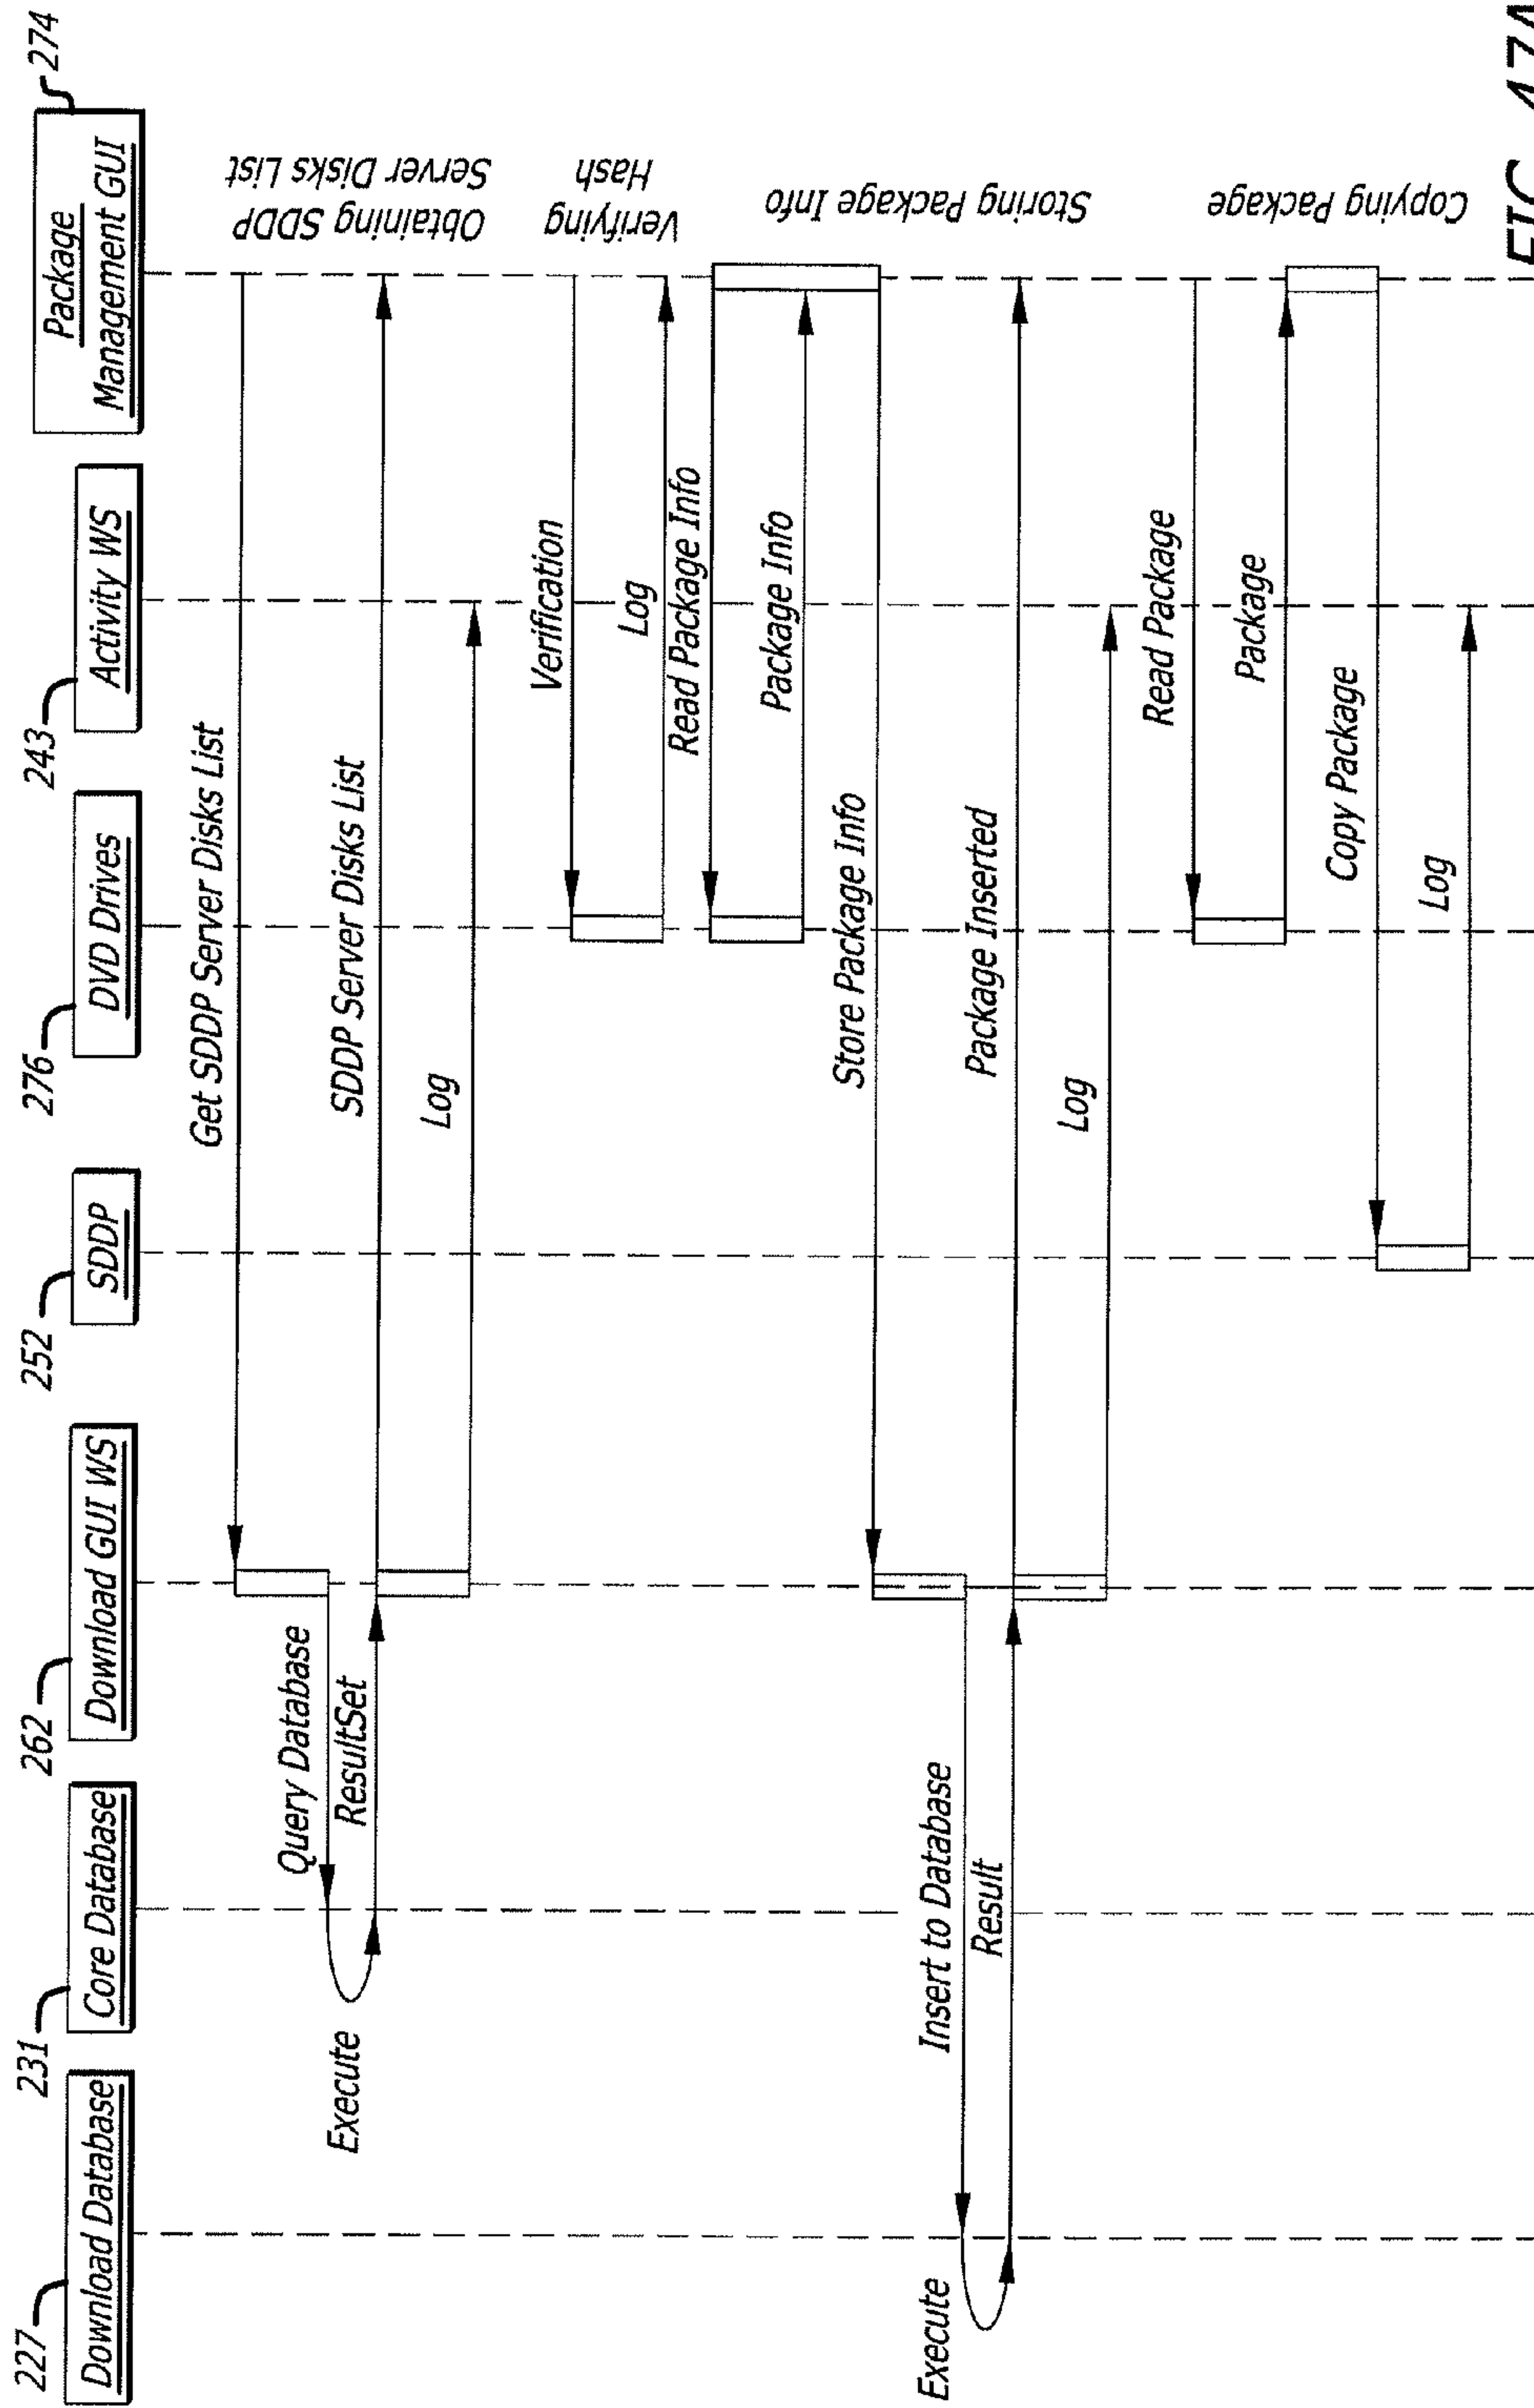 227
Download Database
231
Core Database
262
Download GUI WS
252
SDDP
276
DVD Drives
243
Activity WS
274
Package
Management GUI
Get SDDP Server Disks List
Obtaining SDDP
Server Disks List
Query Database
Execute
ResultSet
SDDP Server Disks List
Log
Verification
Verifying
Hash
Log
Read Package Info
Package Info
Storing Package Info
Store Package Info
Insert to Database
Execute
Result
Package Inserted
Log
Read Package
Package
Copying Package
Copy Package
Log